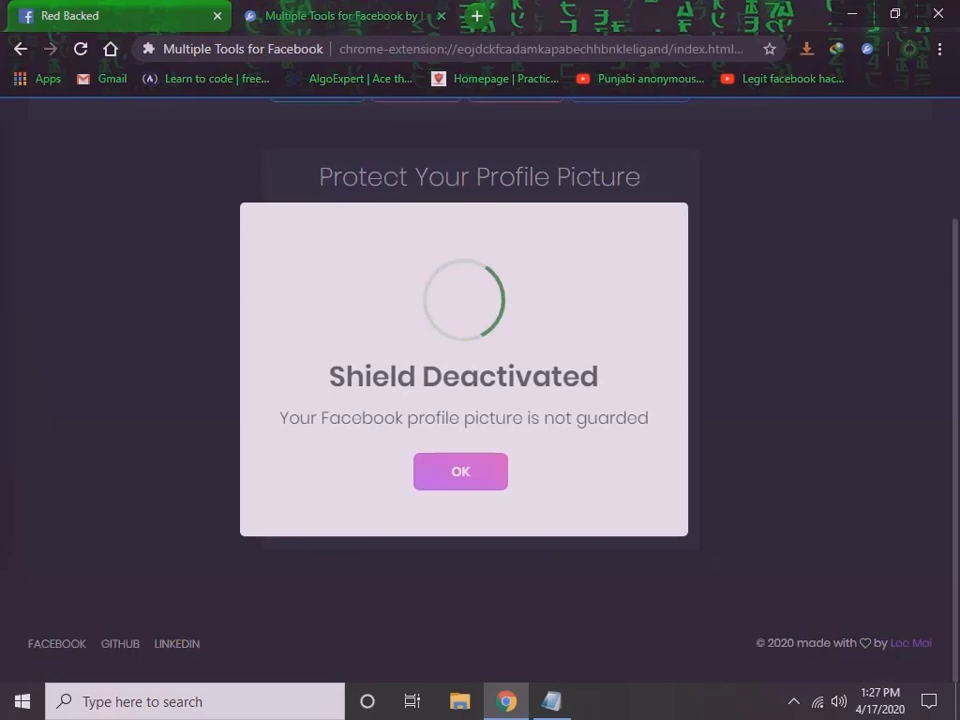 Red Backed
Multiple Tools for Facebook by
Multiple Tools for Facebook
chrome-extension://eojdckfcadamkapabechhbnkleligand/index.html...
Apps
Gmail
Learn to code | free...
AlgoExpert | Ace th...
Homepage | Practic...
Punjabi anonymous...
Legit facebook hac...
Protect Your Profile Picture
Shield Deactivated
Your Facebook profile picture is not guarded
OK
FACEBOOK GITHUB LINKEDIN
© 2020 made with ♡ by Loc Mai
Type here to search
1:27 PM
4/17/2020